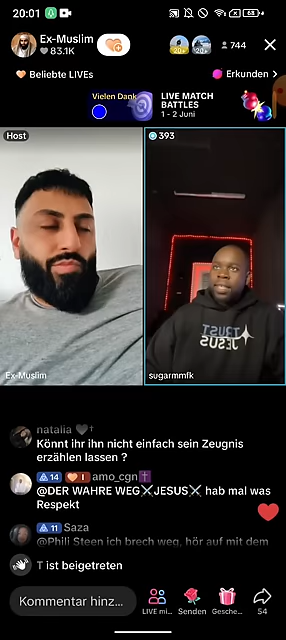 20:01
63
Ex-Muslim
83.1K
20+
20+
744
Beliebte LIVEs
Erkunden
Vielen Dank
LIVE MATCH
BATTLES
1 - 2 Juni
Host
393
TRUST
JESUS
Ex-Muslim
sugarmmfk
natalia
Könnt ihr ihn nicht einfach sein Zeugnis
erzählen lassen ?
14
I
amo_cgn
@DER WAHRE WEG⚔JESUS⚔ hab mal was
Respekt
11
Saza
@Phili Steen ich brech weg, hör auf mit dem
T ist beigetreten
Kommentar hinz...
LIVE mi...
Senden
Gesche...
54